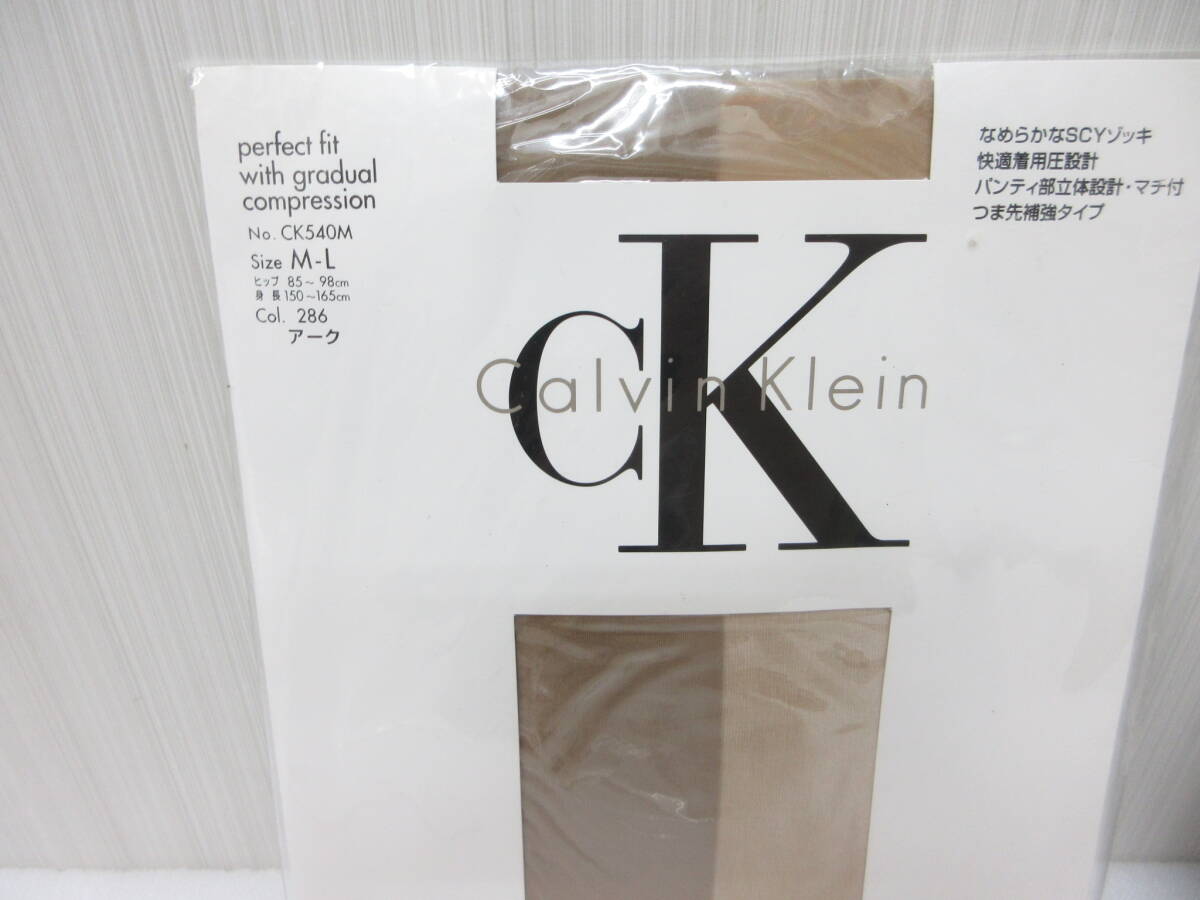 perfect fit
with gradual
compression
No. CK540M
Size M-L
ヒップ 85～98cm
身長 150～165cm
Col. 286
アーク
なめらかなSCYゾッキ
快適着用圧設計
パンティ部立体設計・マチ付
つま先補強タイプ
cK
Calvin Klein